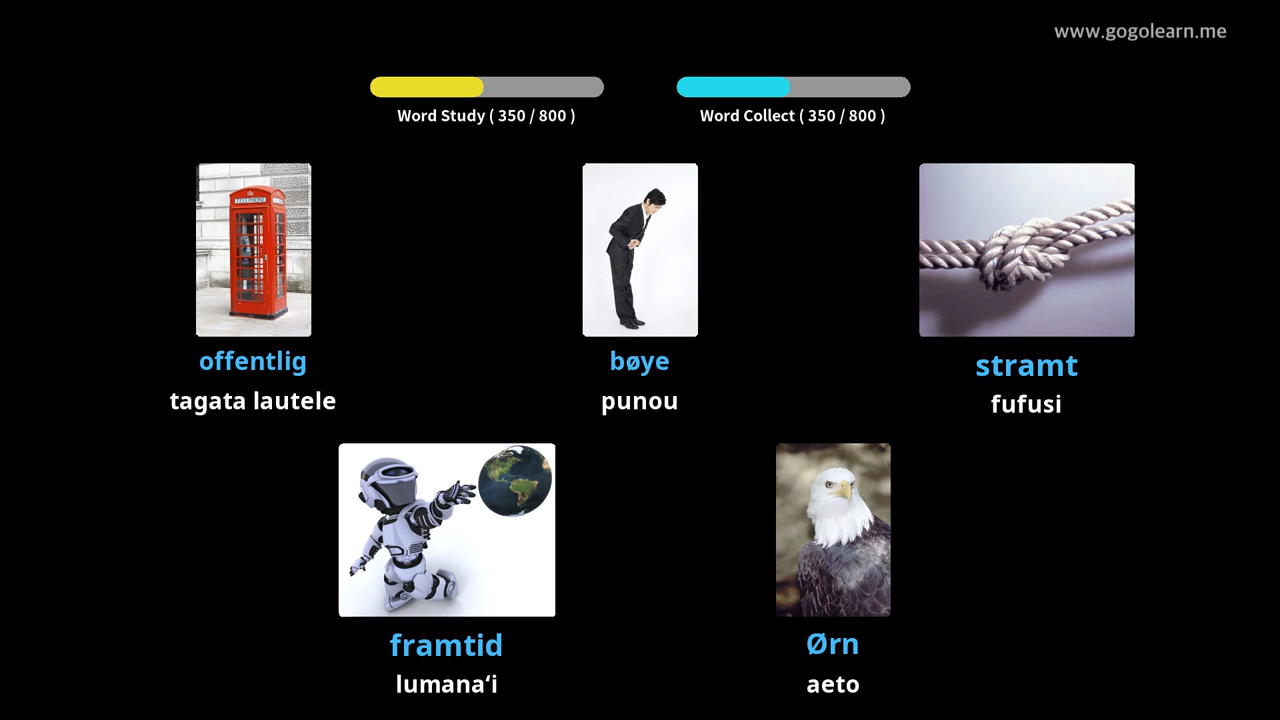 www.gogolearn.me
Word Study ( 350 / 800 )
Word Collect ( 350 / 800 )
TELEPHONE
offentlig
tagata lautele
bøye
punou
stramt
fufusi
framtid
lumanaʻi
Ørn
aeto